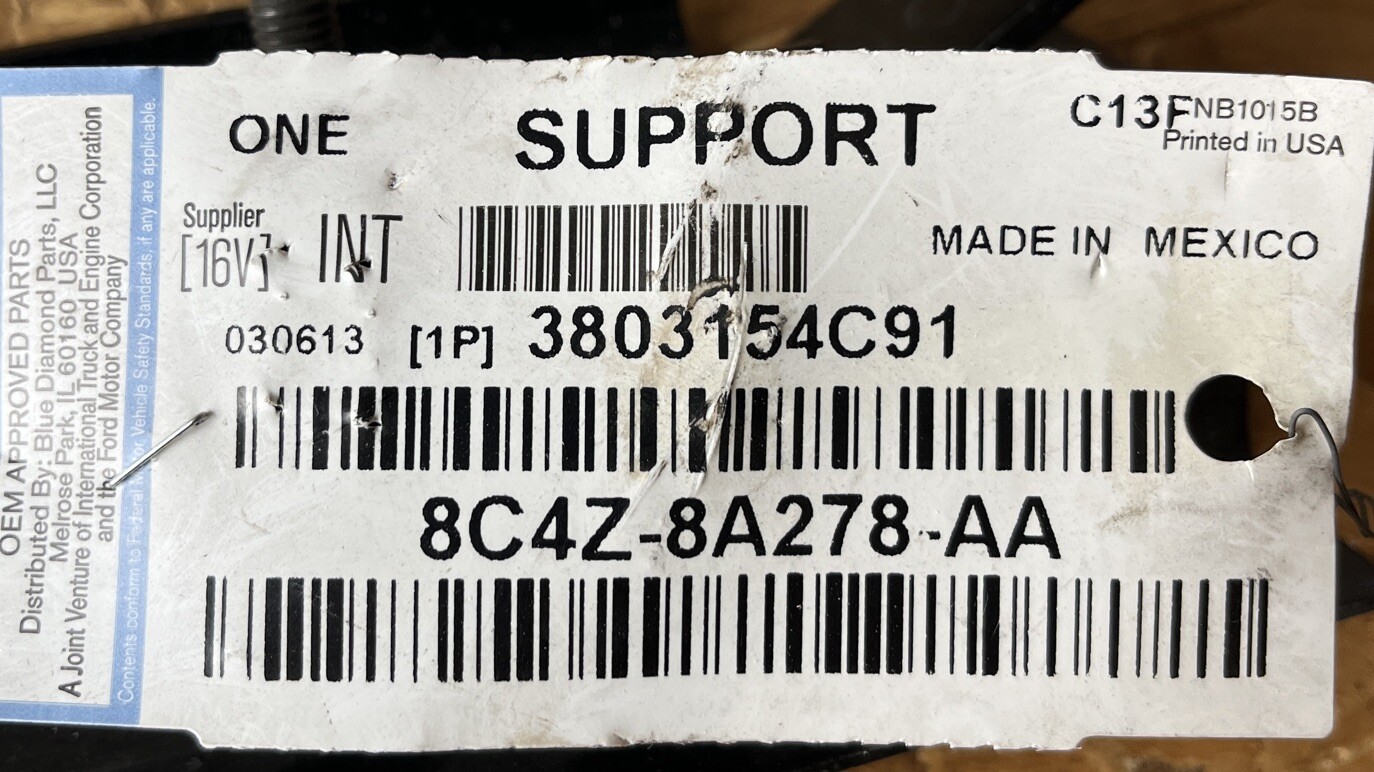 OEM APPROVED PARTS
Distributed By: Blue Diamond Parts, LLC
Melrose Park, IL 60160 USA
A Joint Venture of International Truck and Engine Corporation
and the Ford Motor Company
Contents conform to Federal Motor Vehicle Safety Standards, if any are applicable.
ONE SUPPORT C13F NB1015B
Printed in USA
Supplier
[16V] INT MADE IN MEXICO
030613 [1P] 3803154C91
8C4Z-8A278-AA